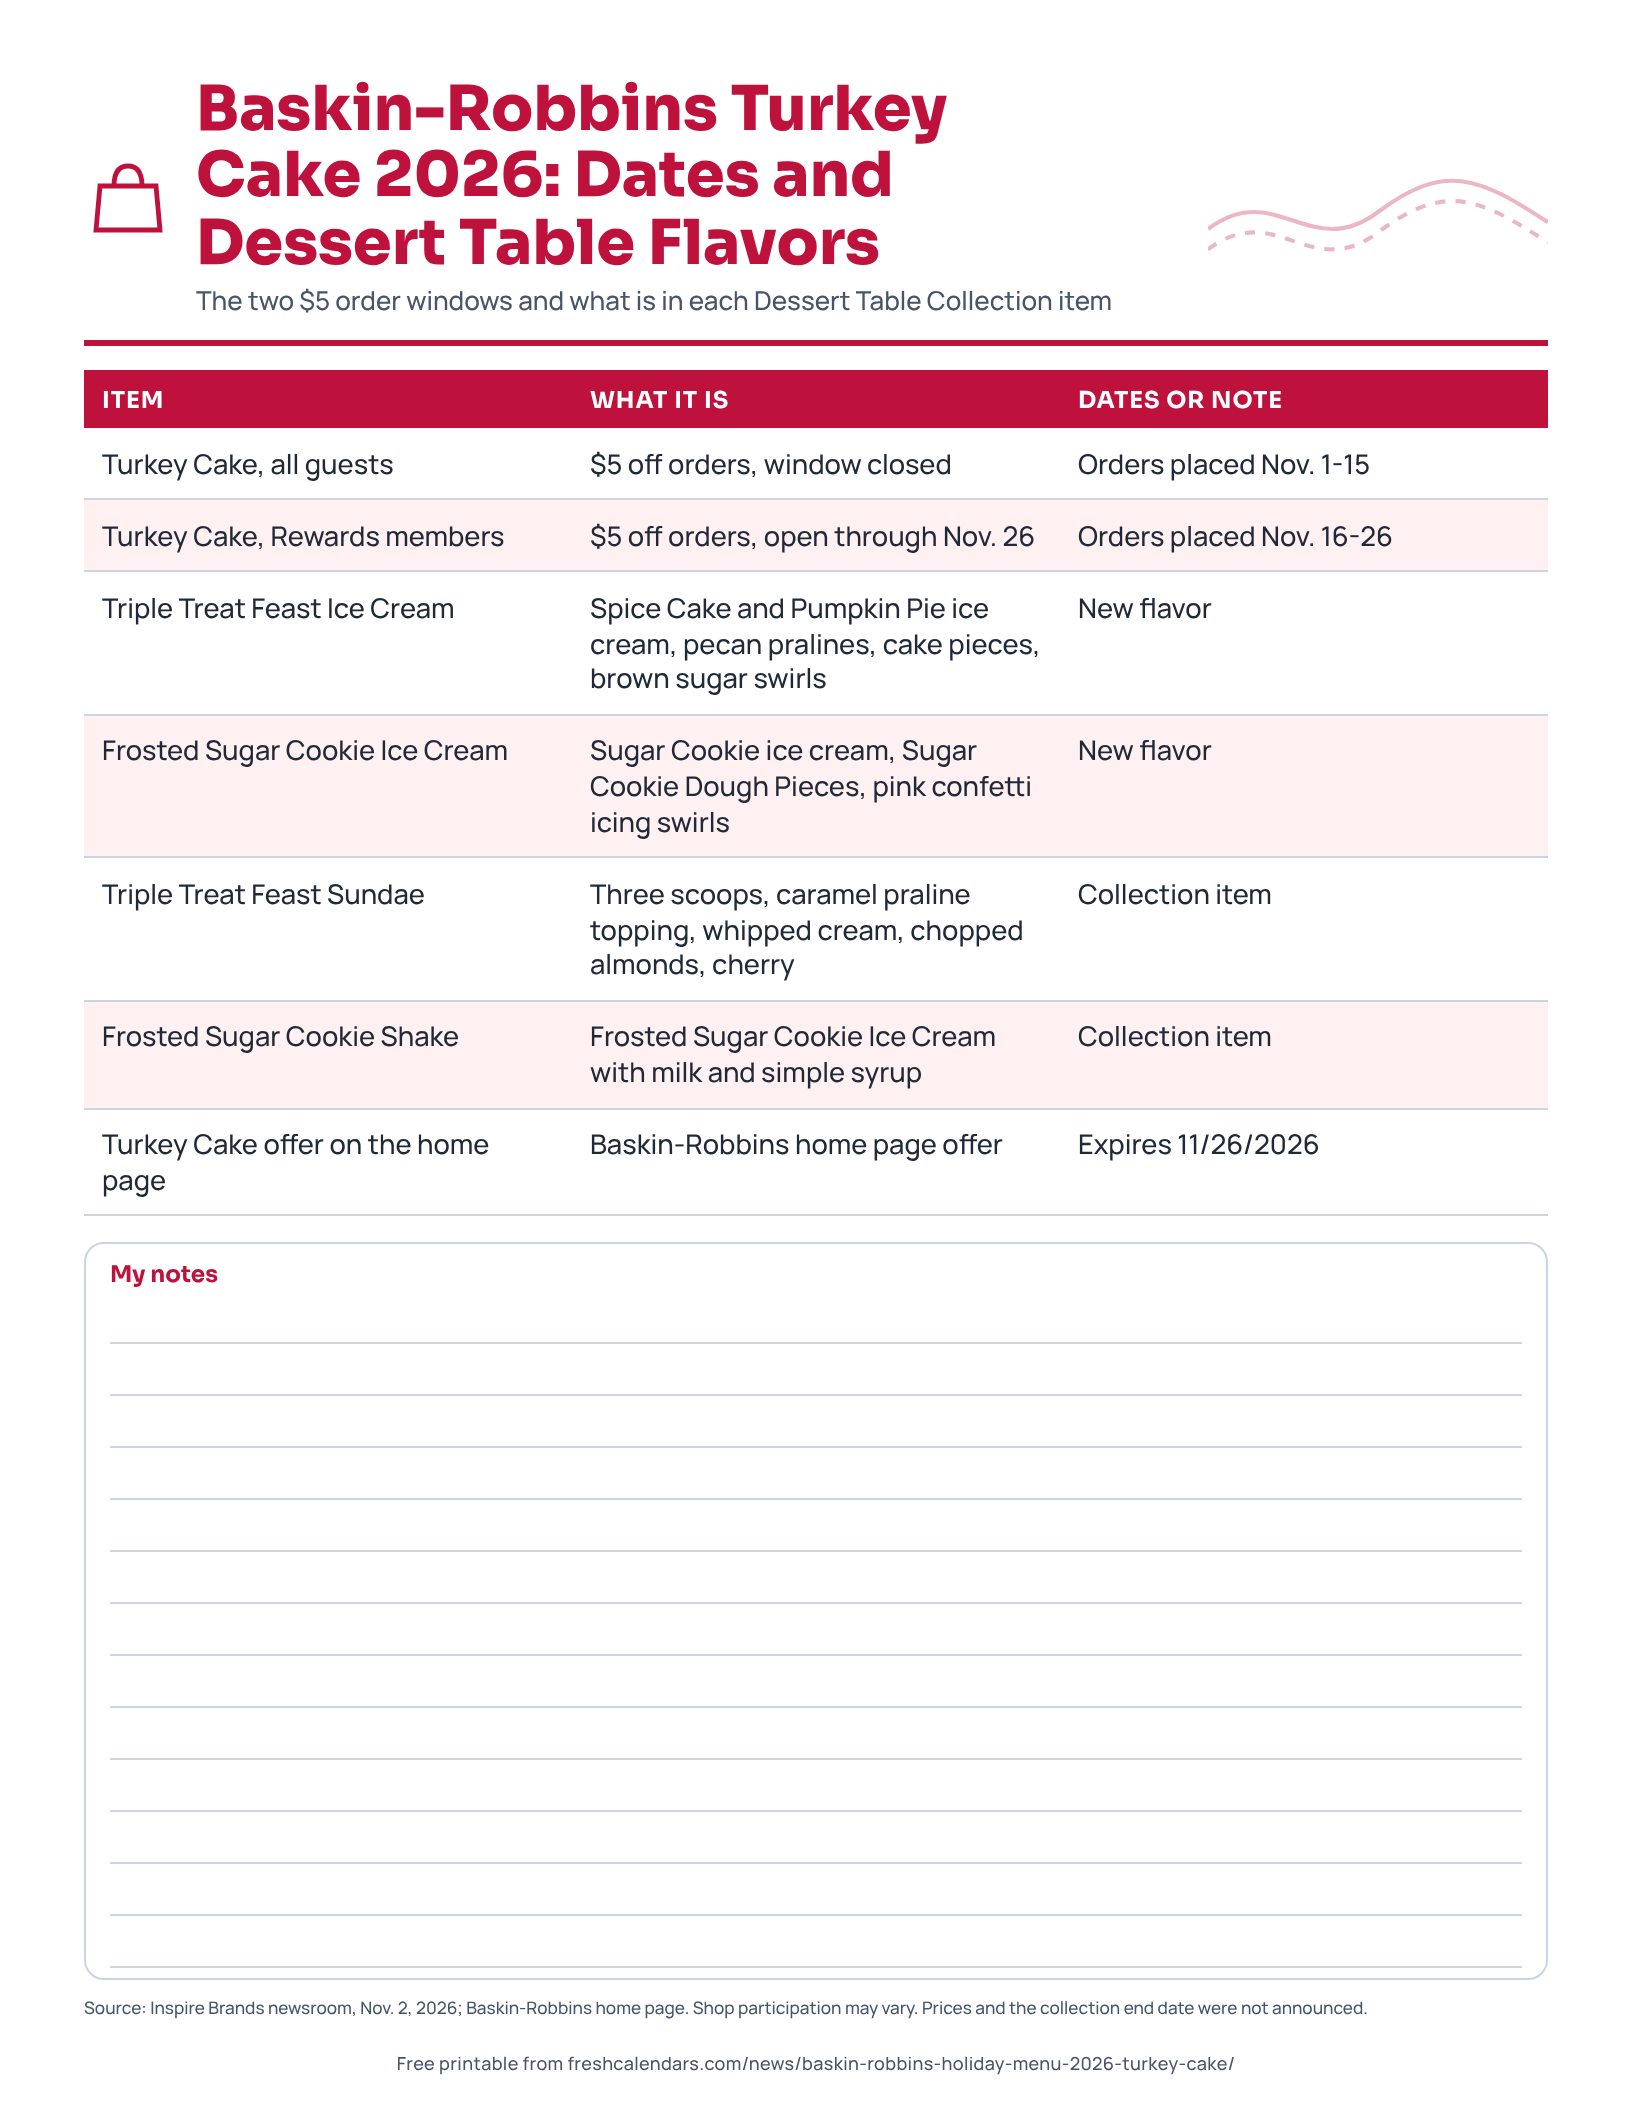 Baskin-Robbins Turkey
Cake 2026: Dates and
Dessert Table Flavors
The two $5 order windows and what is in each Dessert Table Collection item
ITEM WHAT IT IS DATES OR NOTE
Turkey Cake, all guests $5 off orders, window closed Orders placed Nov. 1-15
Turkey Cake, Rewards members $5 off orders, open through Nov. 26 Orders placed Nov. 16-26
Triple Treat Feast Ice Cream Spice Cake and Pumpkin Pie ice New flavor
cream, pecan pralines, cake pieces,
brown sugar swirls
Frosted Sugar Cookie Ice Cream Sugar Cookie ice cream, Sugar New flavor
Cookie Dough Pieces, pink confetti
icing swirls
Triple Treat Feast Sundae Three scoops, caramel praline Collection item
topping, whipped cream, chopped
almonds, cherry
Frosted Sugar Cookie Shake Frosted Sugar Cookie Ice Cream Collection item
with milk and simple syrup
Turkey Cake offer on the home Baskin-Robbins home page offer Expires 11/26/2026
page
My notes
Source: Inspire Brands newsroom, Nov. 2, 2026; Baskin-Robbins home page. Shop participation may vary. Prices and the collection end date were not announced.
Free printable from freshcalendars.com/news/baskin-robbins-holiday-menu-2026-turkey-cake/